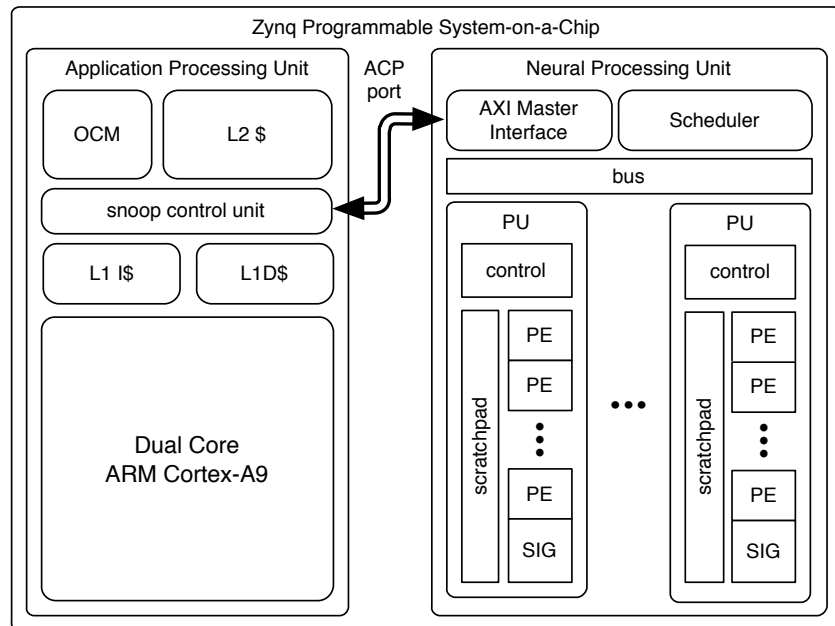 Zynq Programmable System-on-a-Chip
Application Processing Unit
OCM
L2 $
snoop control unit
L1 I$
L1D$
Dual Core
ARM Cortex-A9
ACP
port
Neural Processing Unit
AXI Master
Interface
Scheduler
bus
PU
control
scratchpad
PE
PE
PE
SIG
PU
control
scratchpad
PE
PE
PE
SIG